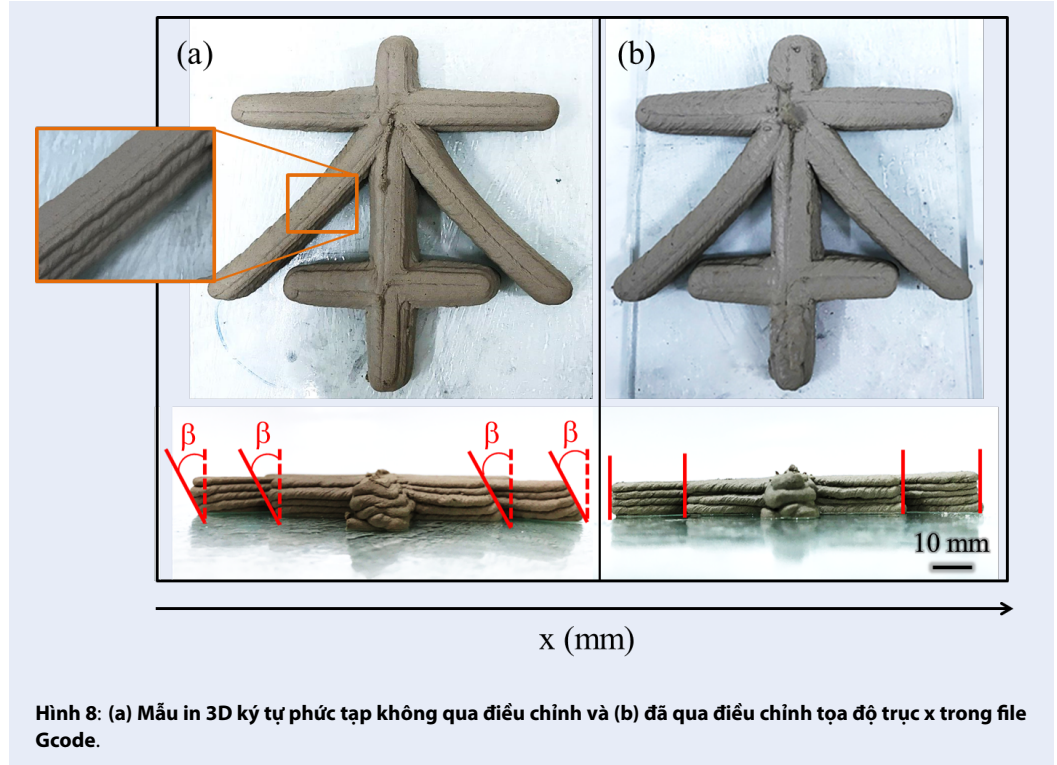 (a)
(b)
β
β
β
β
10 mm
x (mm)
Hình 8: (a) Mẫu in 3D ký tự phức tạp không qua điều chỉnh và (b) đã qua điều chỉnh tọa độ trục x trong file
Gcode.